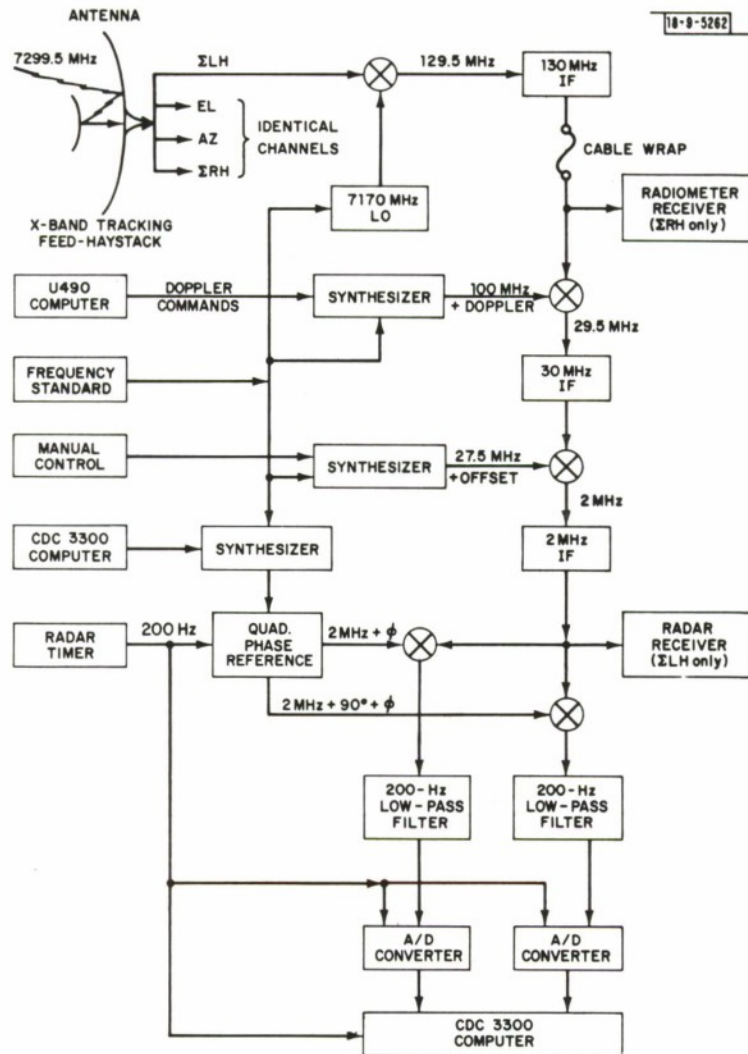 ANTENNA
18-9-5262
7299.5 MHz
ΣLH
129.5 MHz
130 MHz
IF
EL
AZ
ΣRH
IDENTICAL
CHANNELS
CABLE WRAP
7170 MHz
LO
RADIOMETER
RECEIVER
(ΣRH only)
X-BAND TRACKING
FEED-HAYSTACK
U490
COMPUTER
DOPPLER
COMMANDS
SYNTHESIZER
100 MHz
+ DOPPLER
29.5 MHz
FREQUENCY
STANDARD
30 MHz
IF
MANUAL
CONTROL
SYNTHESIZER
27.5 MHz
+OFFSET
2 MHz
CDC 3300
COMPUTER
SYNTHESIZER
2 MHz
IF
RADAR
TIMER
200 Hz
QUAD.
PHASE
REFERENCE
2 MHz + ϕ
RADAR
RECEIVER
(ΣLH only)
2 MHz + 90° + ϕ
200-Hz
LOW-PASS
FILTER
200-Hz
LOW-PASS
FILTER
A/D
CONVERTER
A/D
CONVERTER
CDC 3300
COMPUTER